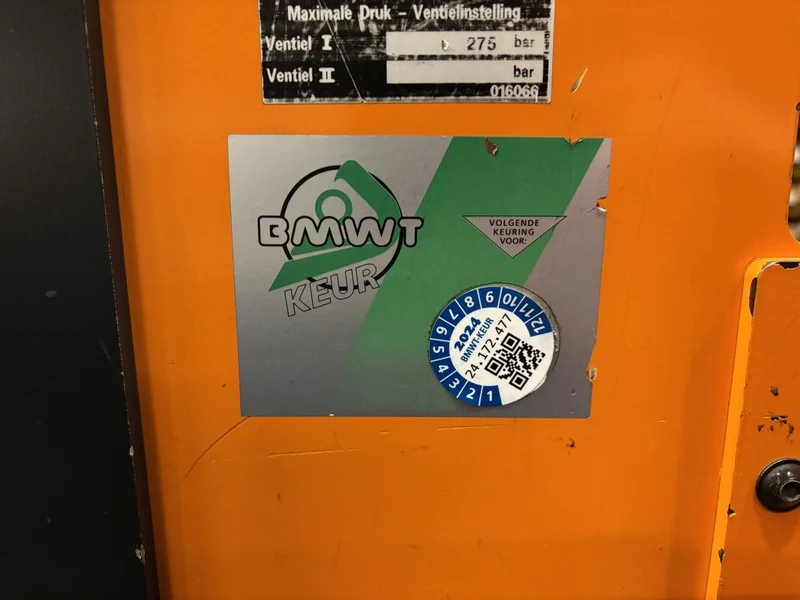 Maximale Druk - Ventielinstelling
Ventiel I 275 bar
Ventiel II bar
016066
BMWT
KEUR
VOLGENDE
KEURING
VOOR:
1 2 3 4 5 6 7 8 9 10 11 12
2024
BMWT-KEUR
24.172.477